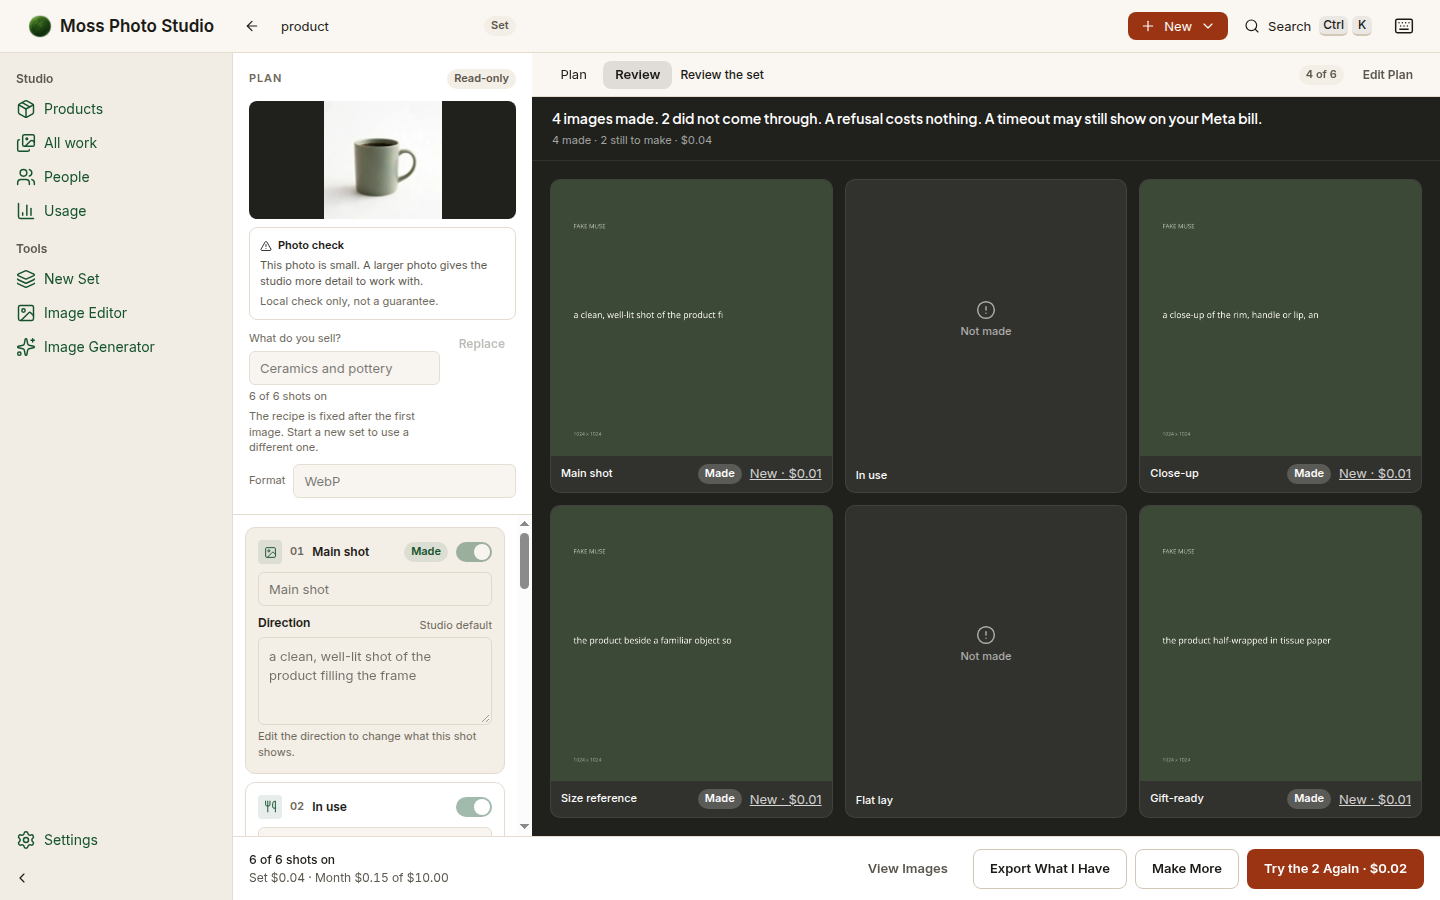 Moss Photo Studio
product
Set
New
Search
Ctrl
K
Studio
Products
All work
People
Usage
Tools
New Set
Image Editor
Image Generator
Settings
PLAN
Read-only
Photo check
This photo is small. A larger photo gives the
studio more detail to work with.
Local check only, not a guarantee.
What do you sell?
Replace
Ceramics and pottery
6 of 6 shots on
The recipe is fixed after the first
image. Start a new set to use a
different one.
Format
WebP
01 Main shot
Made
Main shot
Direction
Studio default
a clean, well-lit shot of the
product filling the frame
Edit the direction to change what this shot
shows.
02 In use
Plan
Review
Review the set
4 of 6
Edit Plan
4 images made. 2 did not come through. A refusal costs nothing. A timeout may still show on your Meta bill.
4 made · 2 still to make · $0.04
FAKE MUSE
a clean, well-lit shot of the product fi
1024 x 1024
Main shot
Made
New · $0.01
Not made
In use
FAKE MUSE
a close-up of the rim, handle or lip, an
1024 x 1024
Close-up
Made
New · $0.01
FAKE MUSE
the product beside a familiar object so
1024 x 1024
Size reference
Made
New · $0.01
Not made
Flat lay
FAKE MUSE
the product half-wrapped in tissue paper
1024 x 1024
Gift-ready
Made
New · $0.01
6 of 6 shots on
Set $0.04 · Month $0.15 of $10.00
View Images
Export What I Have
Make More
Try the 2 Again · $0.02